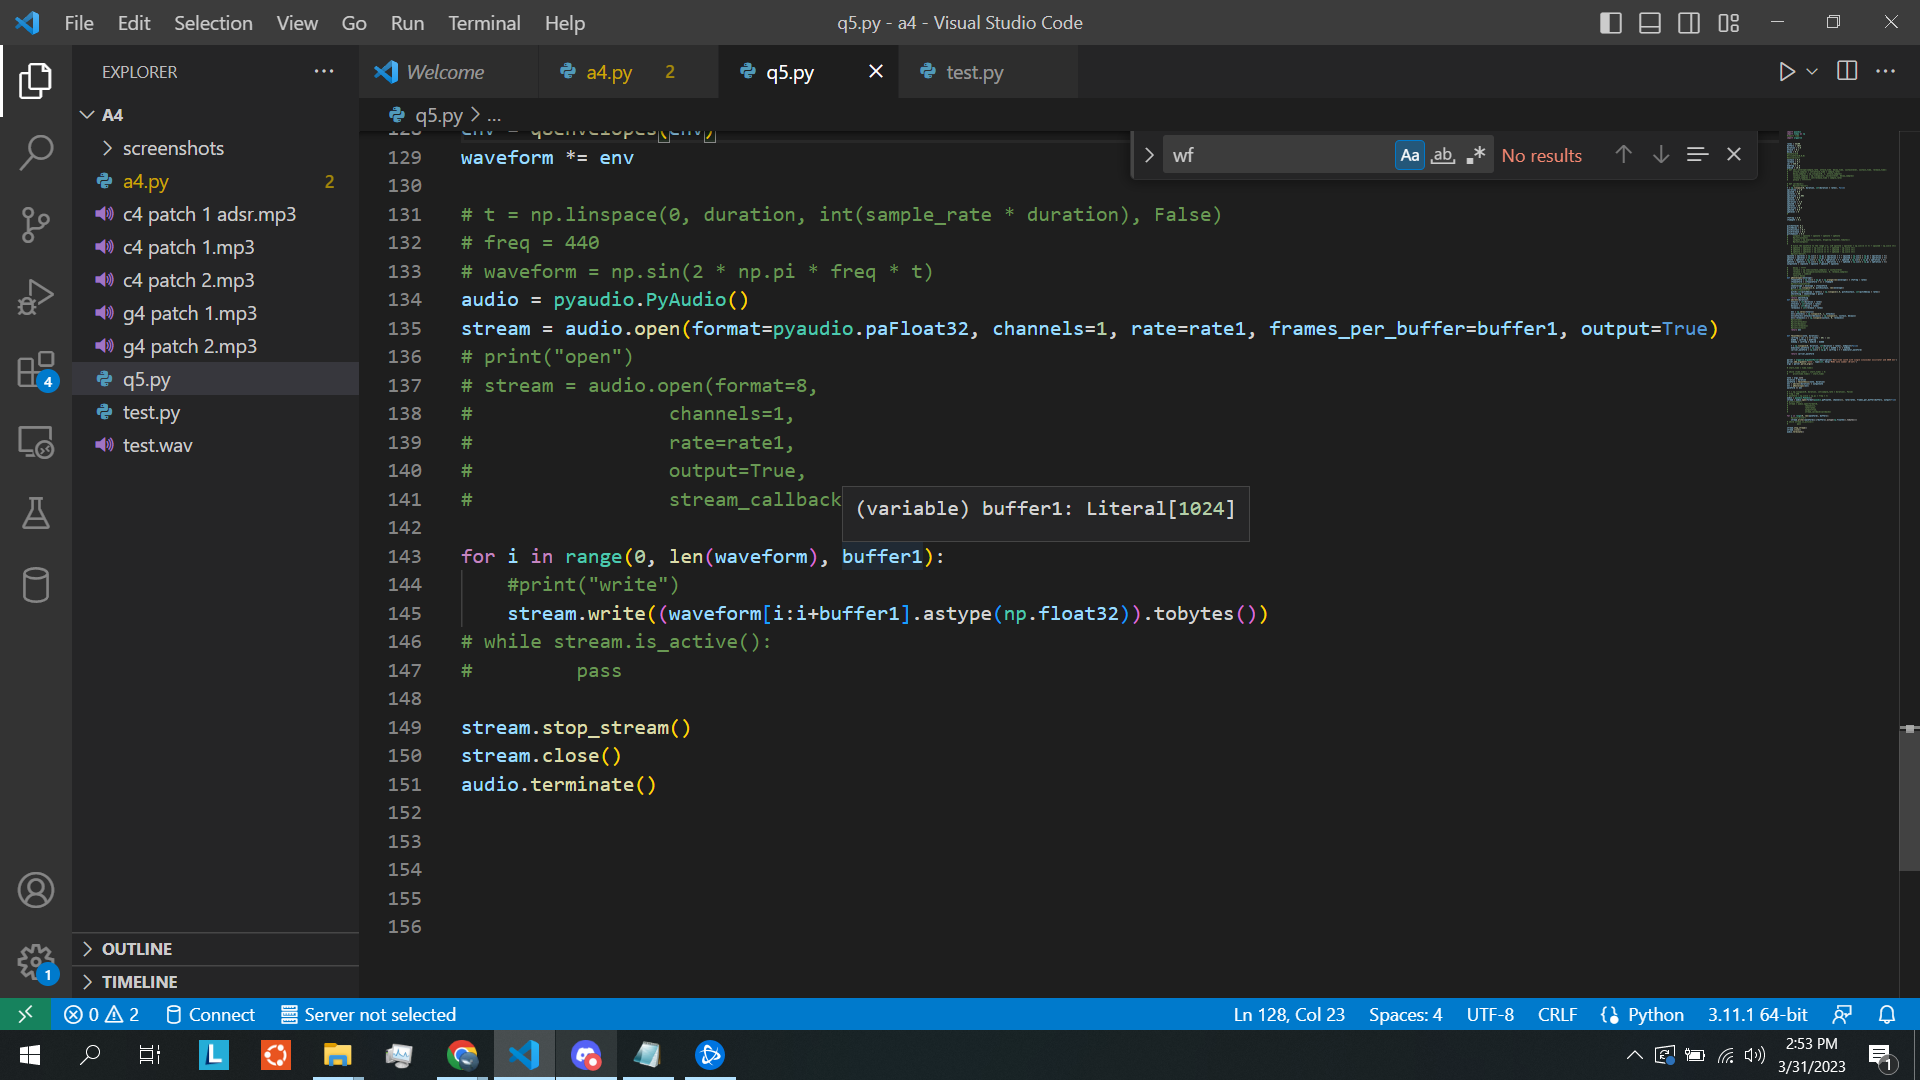 File Edit Selection View Go Run Terminal Help
q5.py - a4 - Visual Studio Code
EXPLORER
Welcome
a4.py 2
q5.py
test.py
A4
screenshots
a4.py 2
c4 patch 1 adsr.mp3
c4 patch 1.mp3
c4 patch 2.mp3
g4 patch 1.mp3
g4 patch 2.mp3
q5.py
test.py
test.wav
OUTLINE
TIMELINE
4
1
q5.py > ...
wf
Aa ab .*
No results
128 env = q5envelopes(env)
129 waveform *= env
130
131 # t = np.linspace(0, duration, int(sample_rate * duration), False)
132 # freq = 440
133 # waveform = np.sin(2 * np.pi * freq * t)
134 audio = pyaudio.PyAudio()
135 stream = audio.open(format=pyaudio.paFloat32, channels=1, rate=rate1, frames_per_buffer=buffer1, output=True)
136 # print("open")
137 # stream = audio.open(format=8,
138 # channels=1,
139 # rate=rate1,
140 # output=True,
141 # stream_callback
(variable) buffer1: Literal[1024]
142
143 for i in range(0, len(waveform), buffer1):
144 #print("write")
145 stream.write((waveform[i:i+buffer1].astype(np.float32)).tobytes())
146 # while stream.is_active():
147 # pass
148
149 stream.stop_stream()
150 stream.close()
151 audio.terminate()
152
153
154
155
156
0 2 Connect Server not selected
Ln 128, Col 23 Spaces: 4 UTF-8 CRLF Python 3.11.1 64-bit
L
2:53 PM
3/31/2023
1